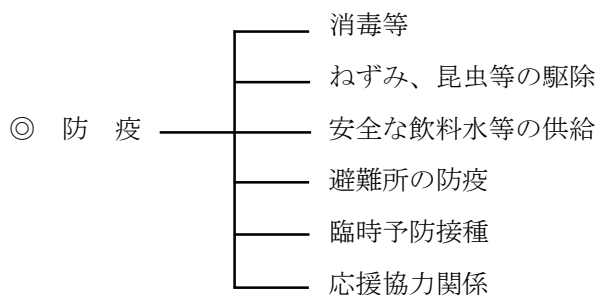 消毒等
ねずみ、昆虫等の駆除
◎　防　疫
安全な飲料水等の供給
避難所の防疫
臨時予防接種
応援協力関係